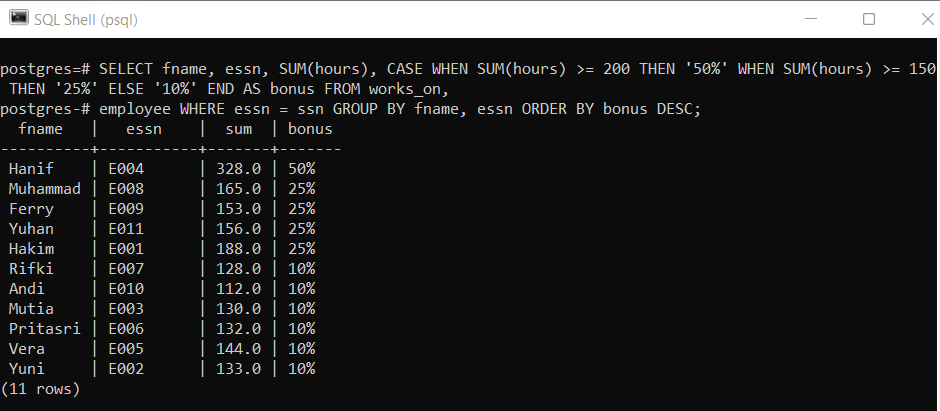 SQL Shell (psql)
postgres=# SELECT fname, essn, SUM(hours), CASE WHEN SUM(hours) >= 200 THEN '50%' WHEN SUM(hours) >= 150
THEN '25%' ELSE '10%' END AS bonus FROM works_on,
postgres-# employee WHERE essn = ssn GROUP BY fname, essn ORDER BY bonus DESC;
  fname   |   essn    |  sum  | bonus
----------+-----------+-------+-------
 Hanif    | E004      | 328.0 | 50%
 Muhammad | E008      | 165.0 | 25%
 Ferry    | E009      | 153.0 | 25%
 Yuhan    | E011      | 156.0 | 25%
 Hakim    | E001      | 188.0 | 25%
 Rifki    | E007      | 128.0 | 10%
 Andi     | E010      | 112.0 | 10%
 Mutia    | E003      | 130.0 | 10%
 Pritasri | E006      | 132.0 | 10%
 Vera     | E005      | 144.0 | 10%
 Yuni     | E002      | 133.0 | 10%
(11 rows)